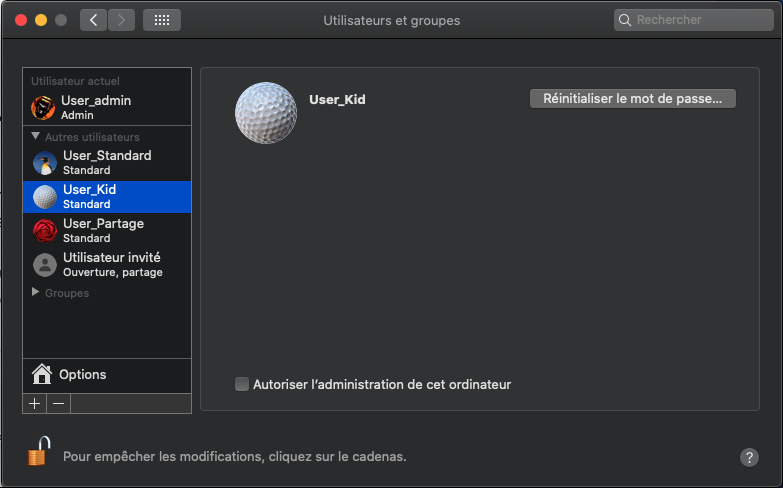 Utilisateurs et groupes
Rechercher
Utilisateur actuel
User_admin
Admin
Autres utilisateurs
User_Standard
Standard
User_Kid
Standard
User_Partage
Standard
Utilisateur invité
Ouverture, partage
Groupes
Options
User_Kid
Réinitialiser le mot de passe...
Autoriser l'administration de cet ordinateur
Pour empêcher les modifications, cliquez sur le cadenas.
?